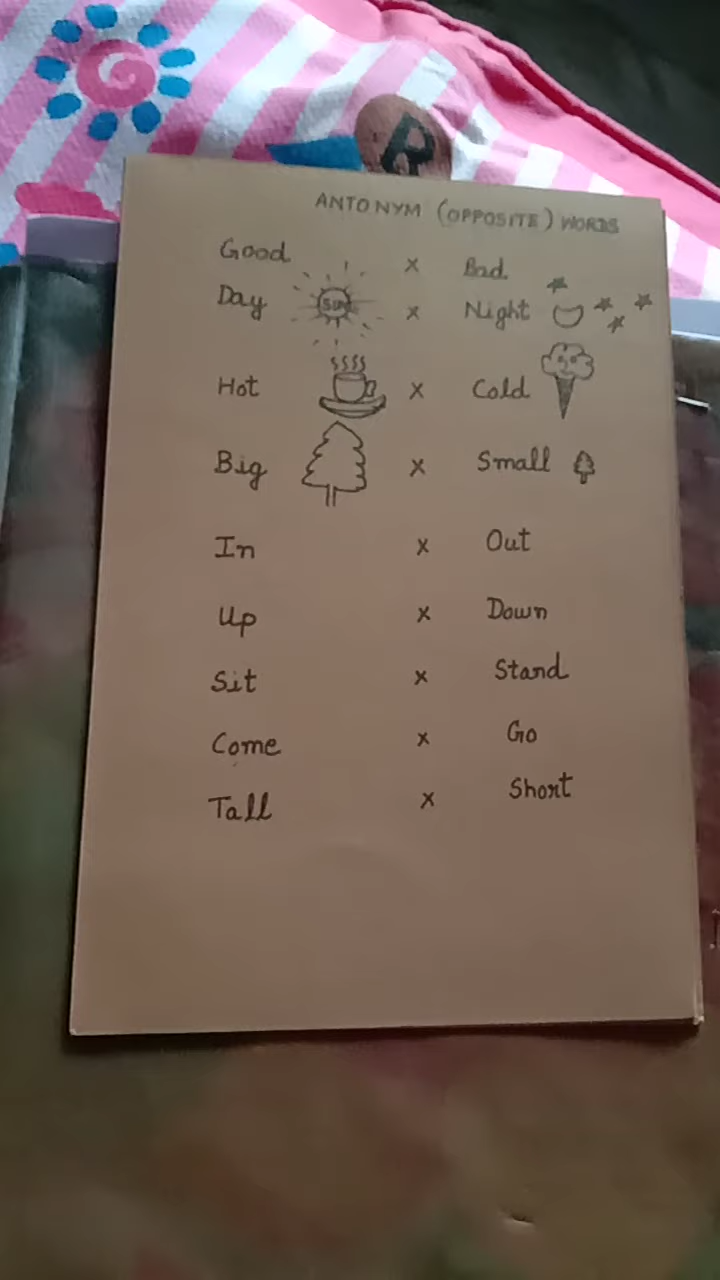 ANTONYM (OPPOSITE) WORDS
Good x Bad
Day SUN x Night
Hot x Cold
Big x Small
In x Out
Up x Down
Sit x Stand
Come x Go
Tall x Short